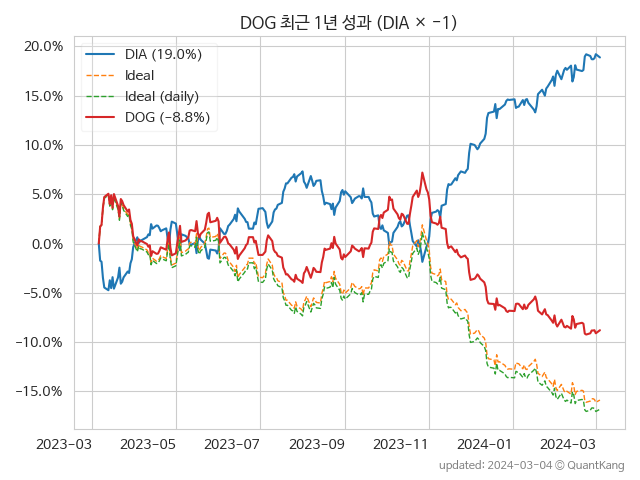 DOG 최근 1년 성과 (DIA × −1)
20.0%
15.0%
10.0%
5.0%
0.0%
−5.0%
−10.0%
−15.0%
DIA (19.0%)
Ideal
Ideal (daily)
DOG (−8.8%)
2023-03 2023-05 2023-07 2023-09 2023-11 2024-01 2024-03
updated: 2024-03-04 © QuantKang